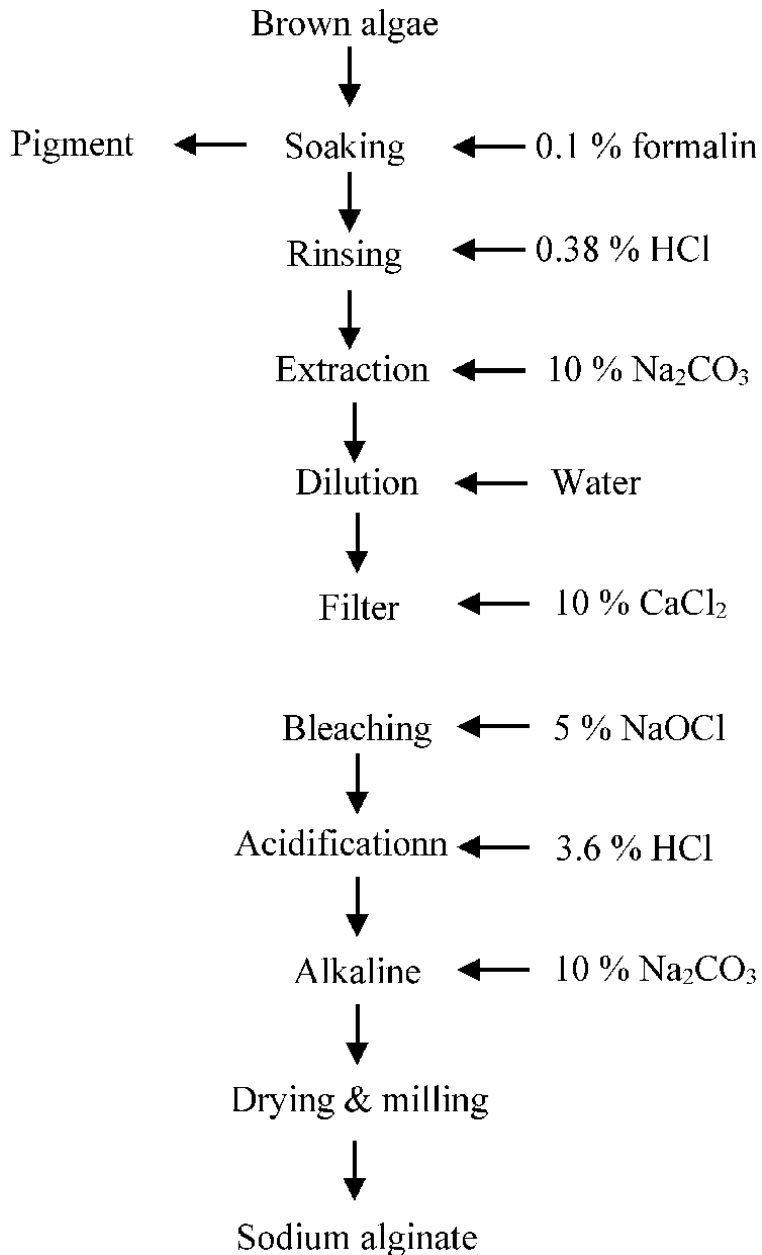 Brown algae
Pigment Soaking 0.1 % formalin
Rinsing 0.38 % HCl
Extraction 10 % Na₂CO₃
Dilution Water
Filter 10 % CaCl₂
Bleaching 5 % NaOCl
Acidificationn 3.6 % HCl
Alkaline 10 % Na₂CO₃
Drying & milling
Sodium alginate